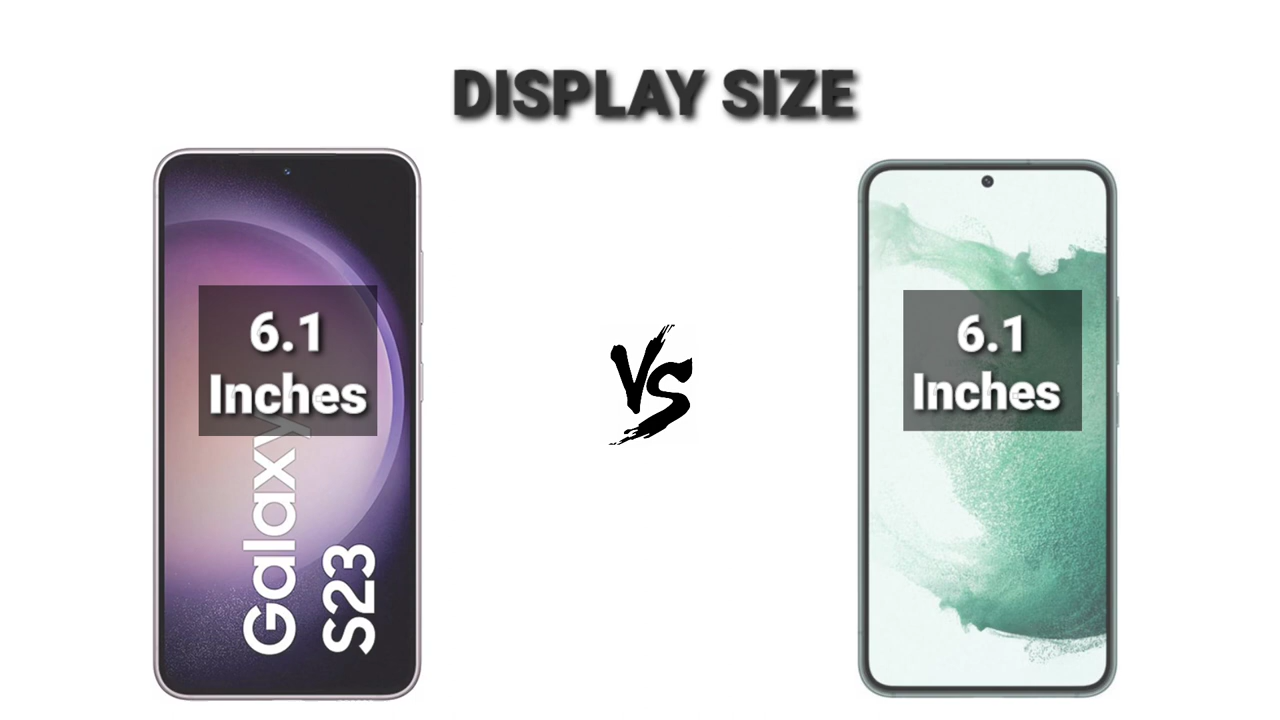 DISPLAY SIZE
6.1
Inches
Galaxy
S23
VS
6.1
Inches